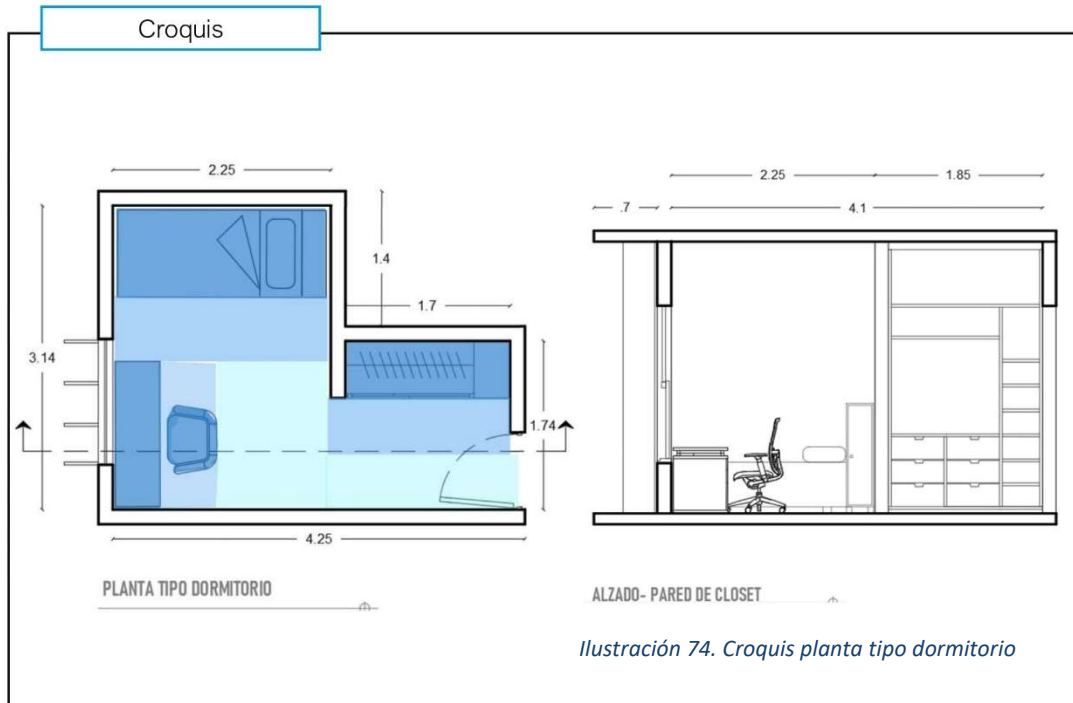 Croquis
2.25
1.4
1.7
3.14
1.74
4.25
PLANTA TIPO DORMITORIO
2.25
1.85
.7
4.1
ALZADO- PARED DE CLOSET
Ilustración 74. Croquis planta tipo dormitorio